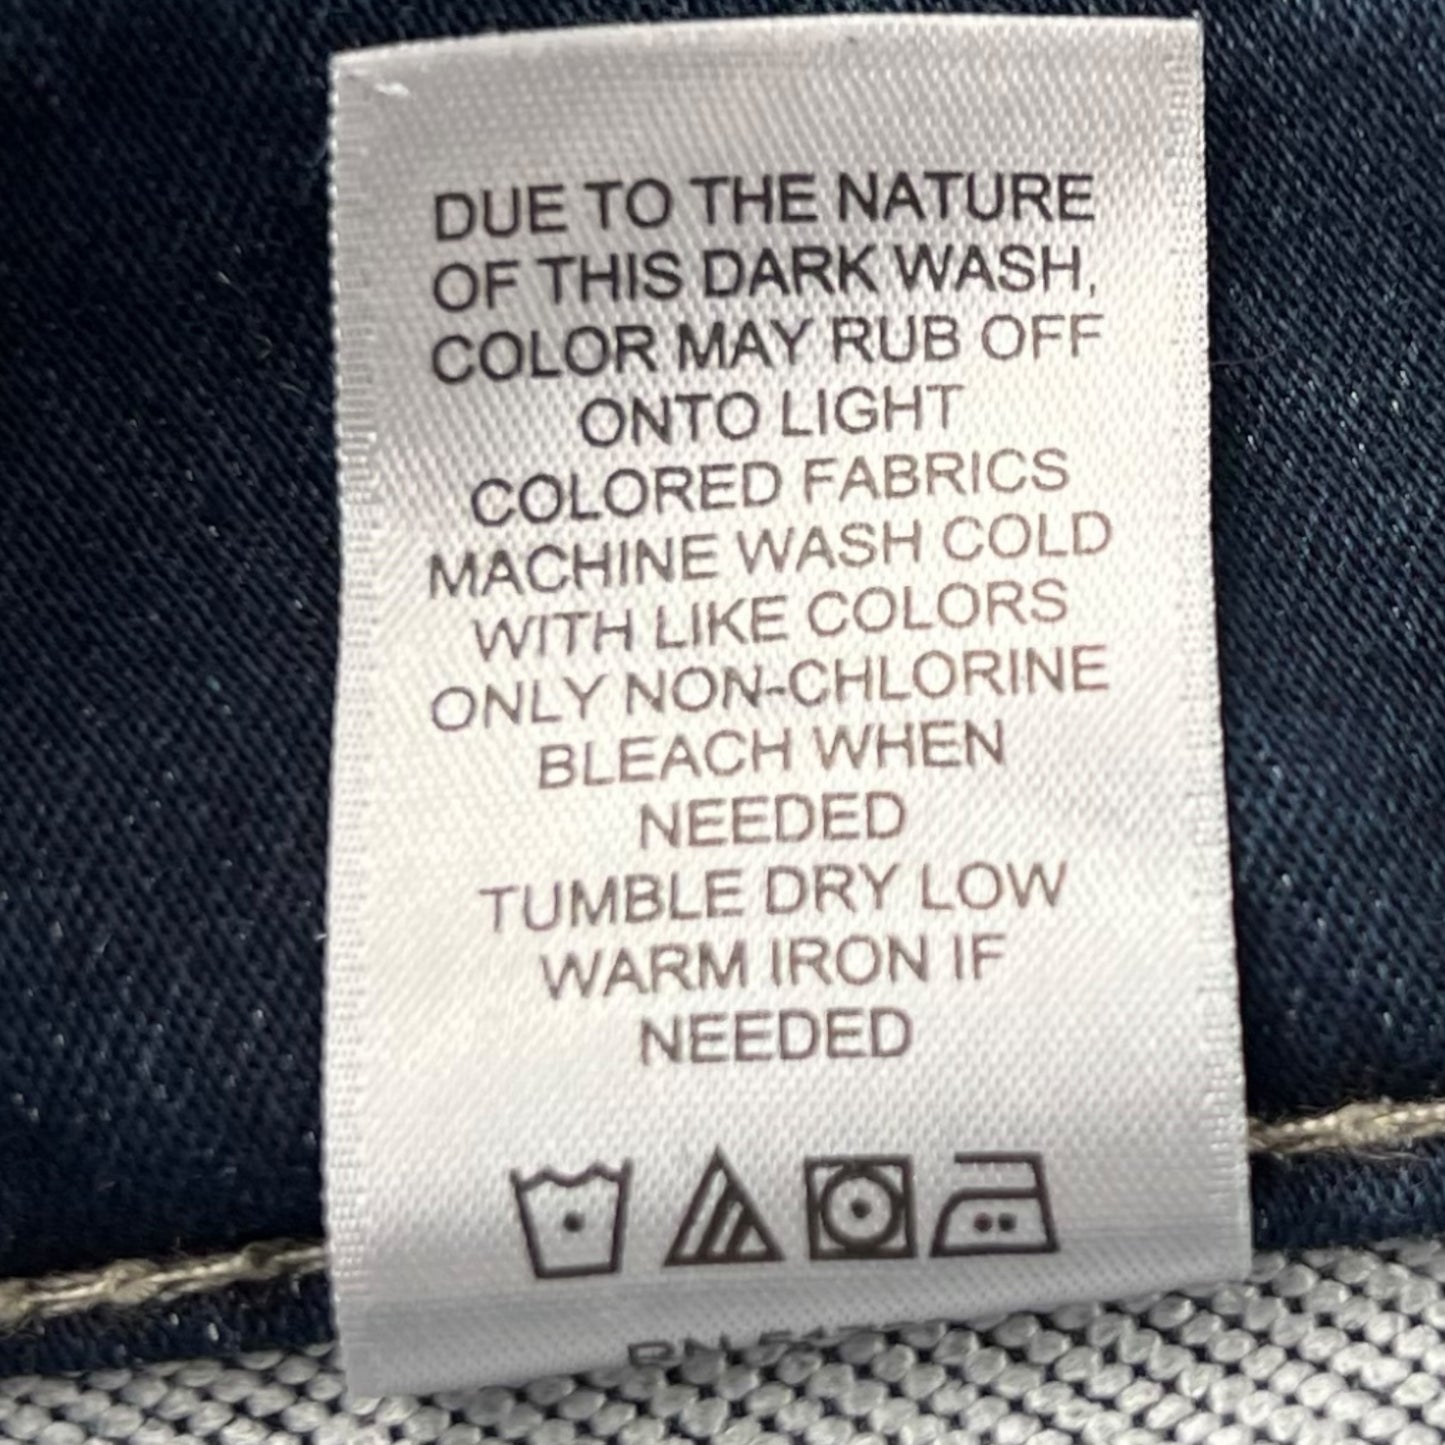 DUE TO THE NATURE
OF THIS DARK WASH,
COLOR MAY RUB OFF
ONTO LIGHT
COLORED FABRICS
MACHINE WASH COLD
WITH LIKE COLORS
ONLY NON-CHLORINE
BLEACH WHEN
NEEDED
TUMBLE DRY LOW
WARM IRON IF
NEEDED